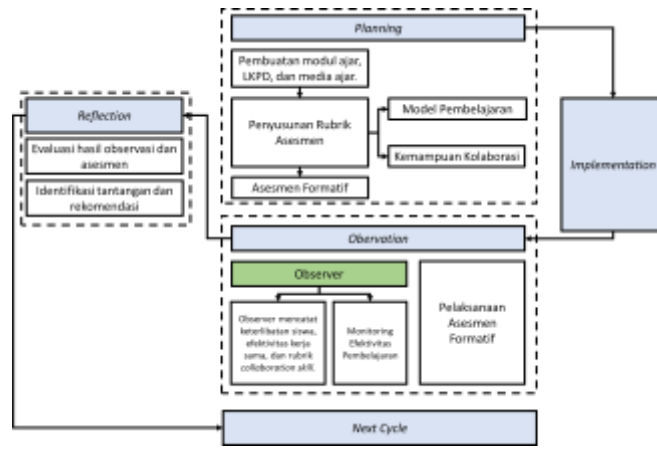 Planning
Pembuatan modul ajar,
LKPD, dan media ajar.
Penyusunan Rubrik
Asesmen
Model Pembelajaran
Kemampuan Kolaborasi
Asesmen Formatif
Implementation
Reflection
Evaluasi hasil observasi dan
asesmen
Identifikasi tantangan dan
rekomendasi
Obervation
Observer
Observer mencatat
keterlibatan siswa,
efektivitas kerja
sama, dan rubrik
collaboration skill.
Monitoring
Efektivitas
Pembelajaran
Pelaksanaan
Asesmen
Formatif
Next Cycle